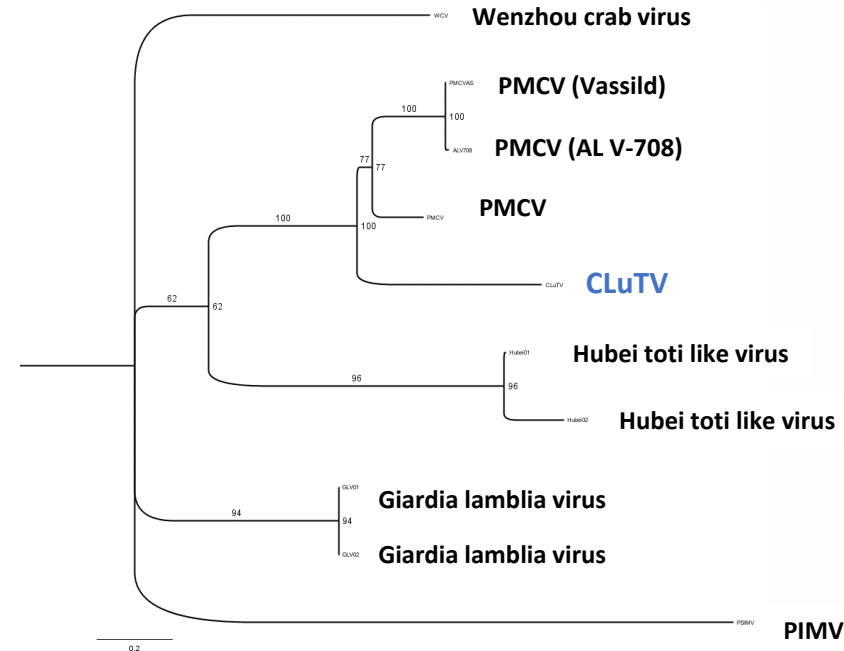 WCV Wenzhou crab virus
PMCVAS PMCV (Vassild)
100
100
ALV708 PMCV (AL V-708)
77
77
PMCV PMCV
100
100
CLuTV CLuTV
62
62
Hubei01 Hubei toti like virus
96
96
Hubei02 Hubei toti like virus
GLV01 Giardia lamblia virus
94
94
GLV02 Giardia lamblia virus
PSIMV PIMV
0.2